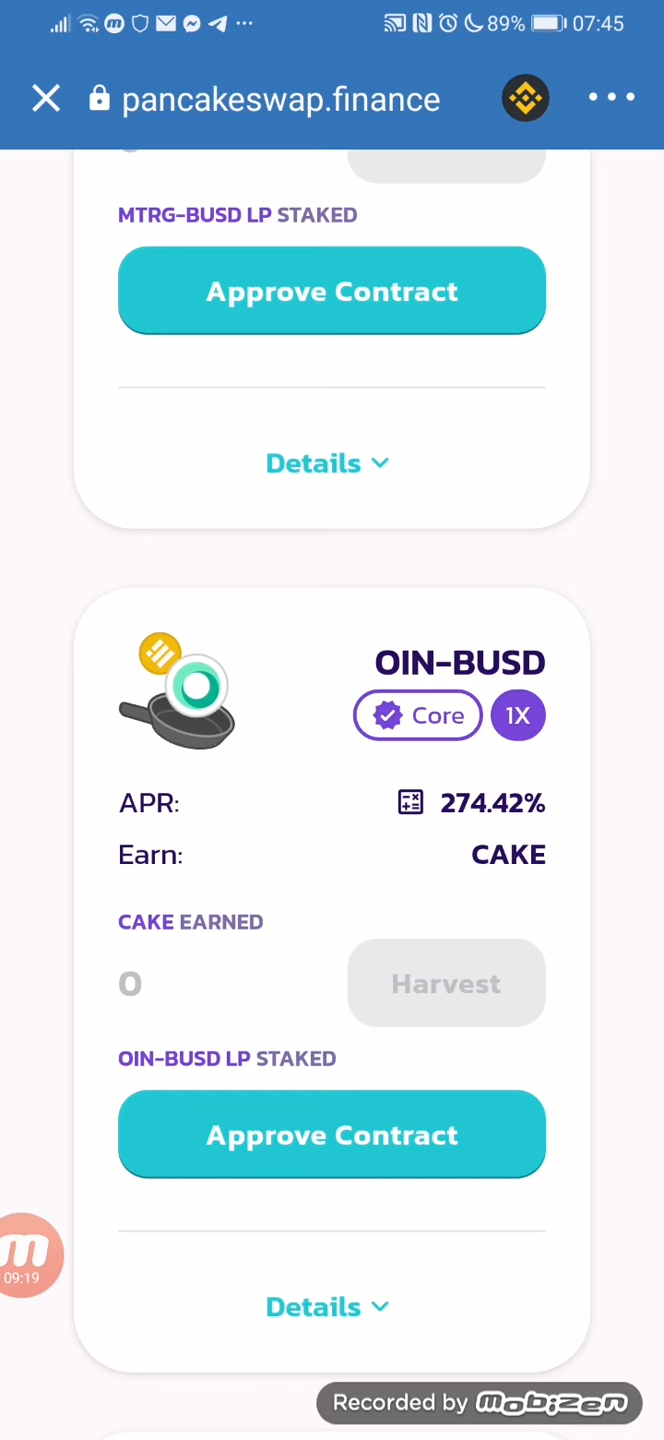 89% 07:45
pancakeswap.finance
MTRG-BUSD LP STAKED
Approve Contract
Details
OIN-BUSD
Core 1X
APR: 274.42%
Earn: CAKE
CAKE EARNED
0 Harvest
OIN-BUSD LP STAKED
Approve Contract
m
09:19
Details
Recorded by mobizen